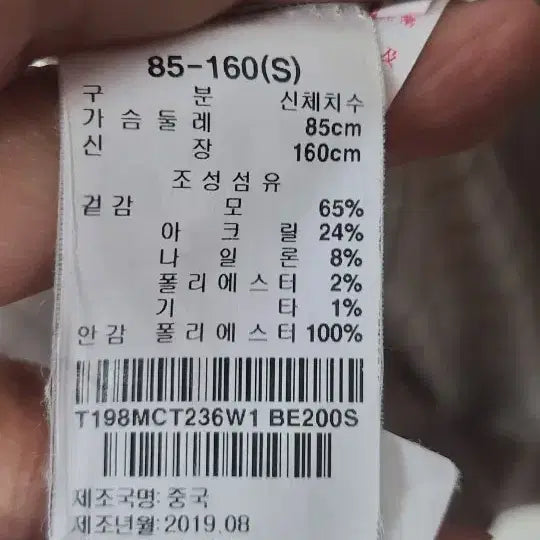 85-160(S)
구 분 신체치수
가슴둘레 85cm
신 장 160cm
조성섬유
겉감 모 65%
아크릴 24%
나일론 8%
폴리에스터 2%
기 타 1%
안감 폴리에스터 100%
T198MCT236W1 BE200S
제조국명: 중국
제조년월: 2019.08